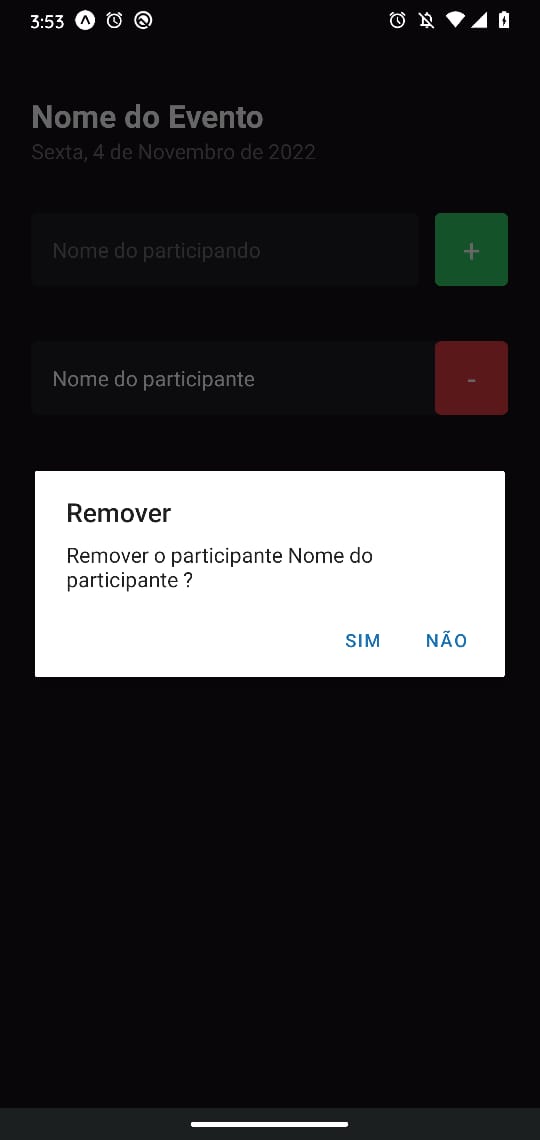 3:53
Nome do Evento
Sexta, 4 de Novembro de 2022
Nome do participando
+
Nome do participante
-
Remover
Remover o participante Nome do
participante ?
SIM NÃO